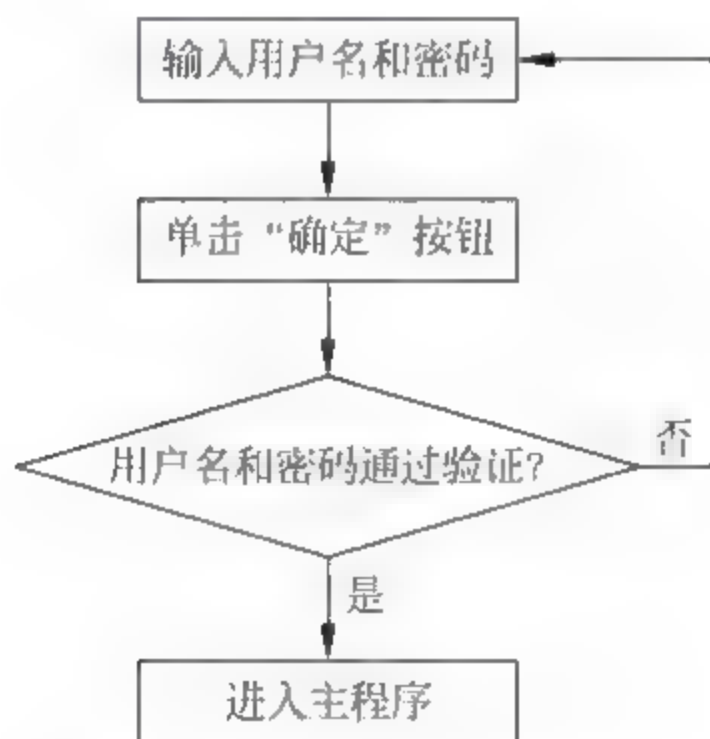 输入用户名和密码
单击“确定”按钮
用户名和密码通过验证?
否
是
进入主程序